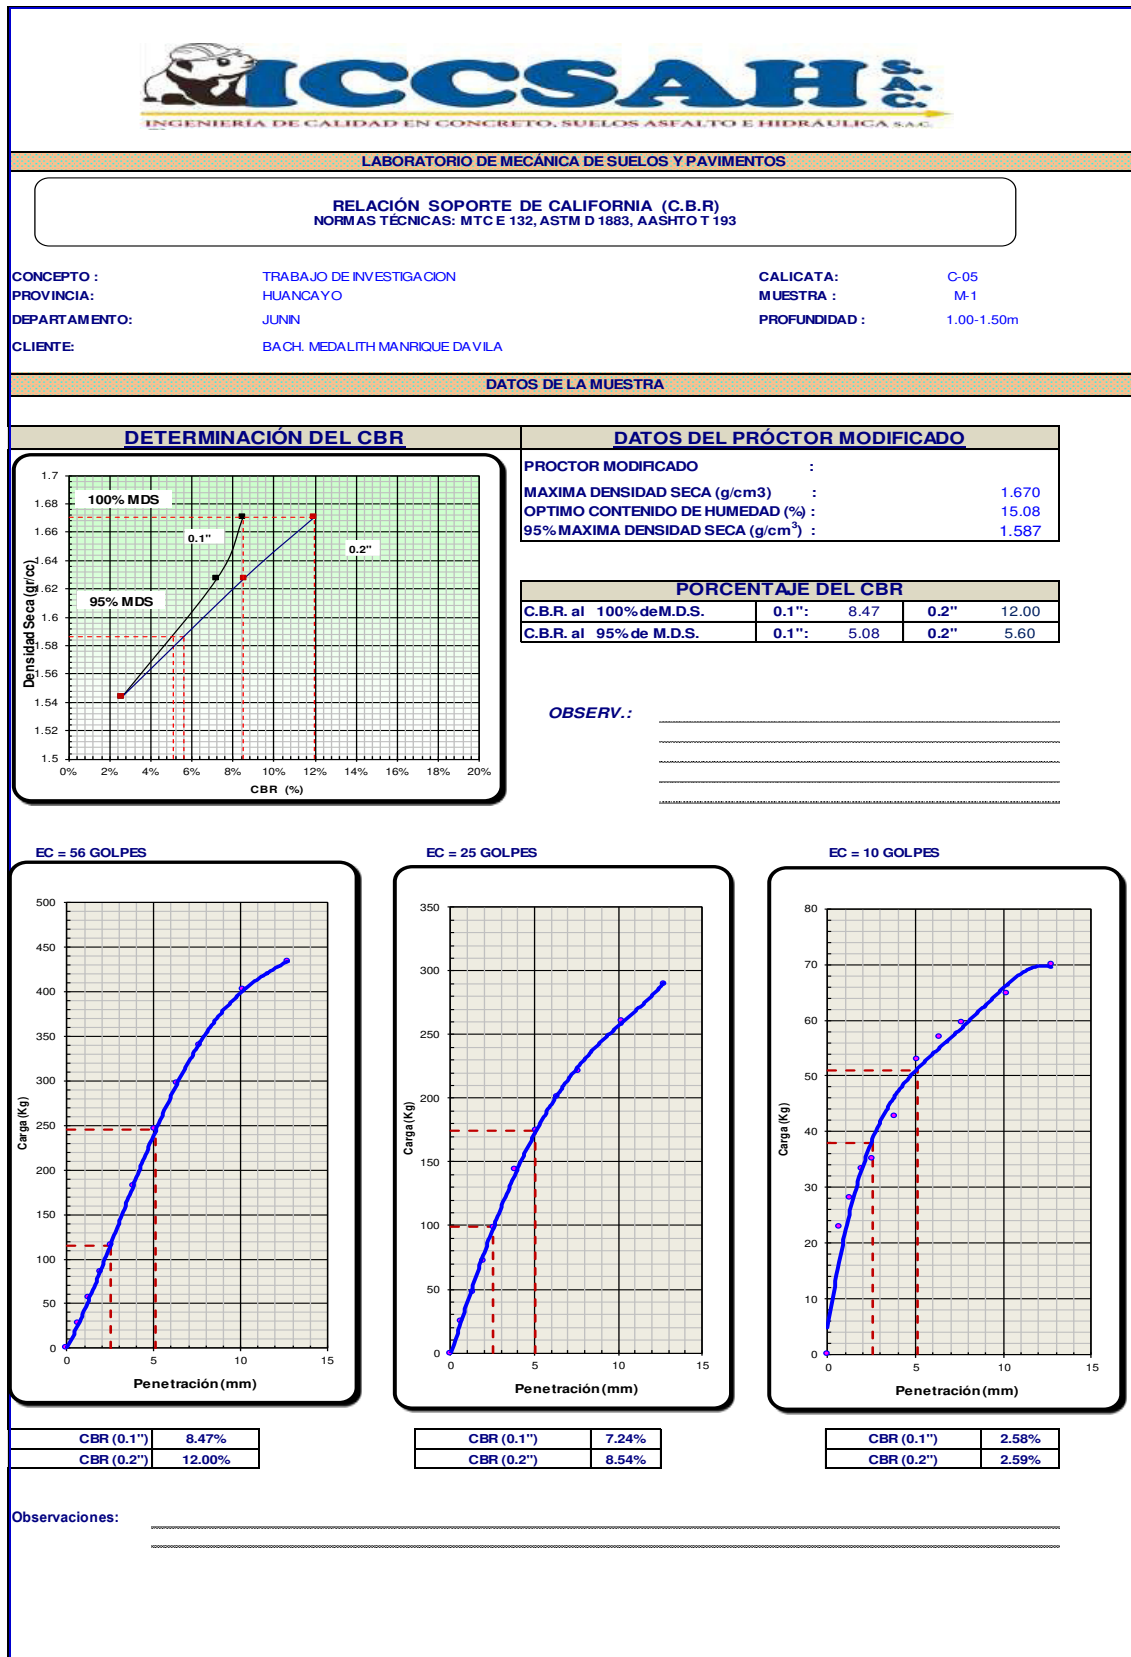 ICCSAH S.A.C.
INGENIERÍA DE CALIDAD EN CONCRETO, SUELOS ASFALTO E HIDRÁULICA S.A.C.
LABORATORIO DE MECÁNICA DE SUELOS Y PAVIMENTOS
RELACIÓN SOPORTE DE CALIFORNIA (C.B.R)
NORMAS TÉCNICAS: MTC E 132, ASTM D 1883, AASHTO T 193
CONCEPTO : TRABAJO DE INVESTIGACION CALICATA: C-05
PROVINCIA: HUANCAYO MUESTRA : M-1
DEPARTAMENTO: JUNIN PROFUNDIDAD : 1.00-1.50m
CLIENTE: BACH. MEDALITH MANRIQUE DAVILA
DATOS DE LA MUESTRA
DETERMINACIÓN DEL CBR
1.7
1.68
1.66
1.64
1.62
1.6
1.58
1.56
1.54
1.52
1.5
Densidad Seca (gr/cc)
100% MDS
0.1"
0.2"
95% MDS
0% 2% 4% 6% 8% 10% 12% 14% 16% 18% 20%
CBR (%)
DATOS DEL PRÓCTOR MODIFICADO
PROCTOR MODIFICADO :
MAXIMA DENSIDAD SECA (g/cm3) : 1.670
OPTIMO CONTENIDO DE HUMEDAD (%) : 15.08
95% MAXIMA DENSIDAD SECA (g/cm3) : 1.587
PORCENTAJE DEL CBR
C.B.R. al 100% de M.D.S. 0.1": 8.47 0.2" 12.00
C.B.R. al 95% de M.D.S. 0.1": 5.08 0.2" 5.60
OBSERV.:
EC = 56 GOLPES
500
450
400
350
300
250
200
150
100
50
0
Carga (Kg)
0 5 10 15
Penetración (mm)
CBR (0.1") 8.47%
CBR (0.2") 12.00%
EC = 25 GOLPES
350
300
250
200
150
100
50
0
Carga (Kg)
0 5 10 15
Penetración (mm)
CBR (0.1") 7.24%
CBR (0.2") 8.54%
EC = 10 GOLPES
80
70
60
50
40
30
20
10
0
Carga (Kg)
0 5 10 15
Penetración (mm)
CBR (0.1") 2.58%
CBR (0.2") 2.59%
Observaciones: